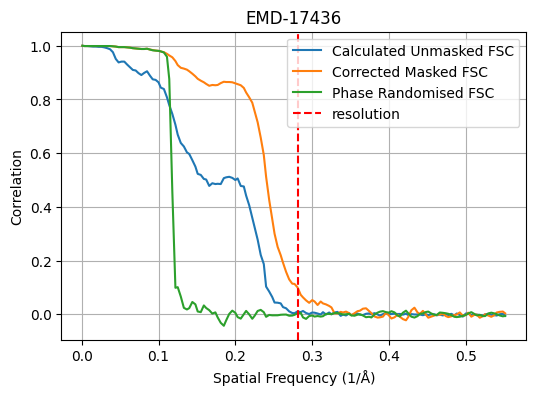 EMD-17436
Calculated Unmasked FSC
Corrected Masked FSC
Phase Randomised FSC
resolution
1.0
0.8
0.6
0.4
0.2
0.0
Correlation
0.0 0.1 0.2 0.3 0.4 0.5
Spatial Frequency (1/Å)